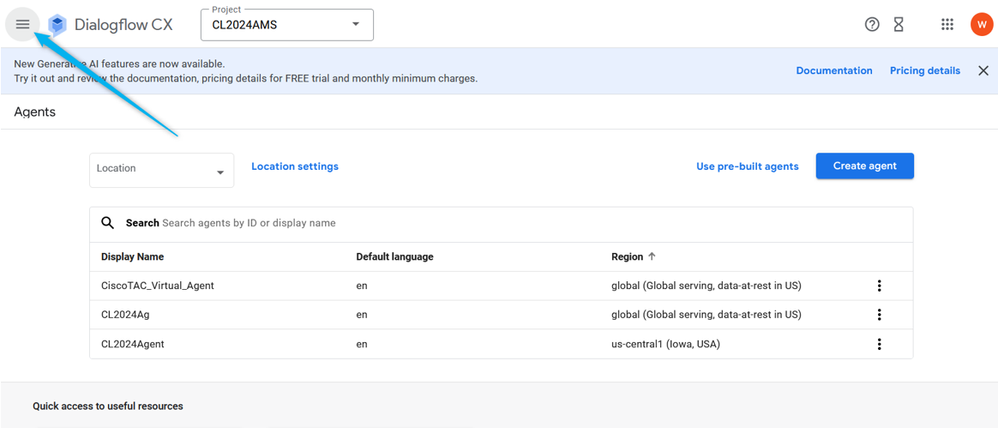 Dialogflow CX
Project
CL2024AMS
W
New Generative AI features are now available.
Try it out and review the documentation, pricing details for FREE trial and monthly minimum charges.
Documentation
Pricing details
Agents
Location
Location settings
Use pre-built agents
Create agent
Search Search agents by ID or display name
Display Name Default language Region
CiscoTAC_Virtual_Agent en global (Global serving, data-at-rest in US)
CL2024Ag en global (Global serving, data-at-rest in US)
CL2024Agent en us-central1 (Iowa, USA)
Quick access to useful resources